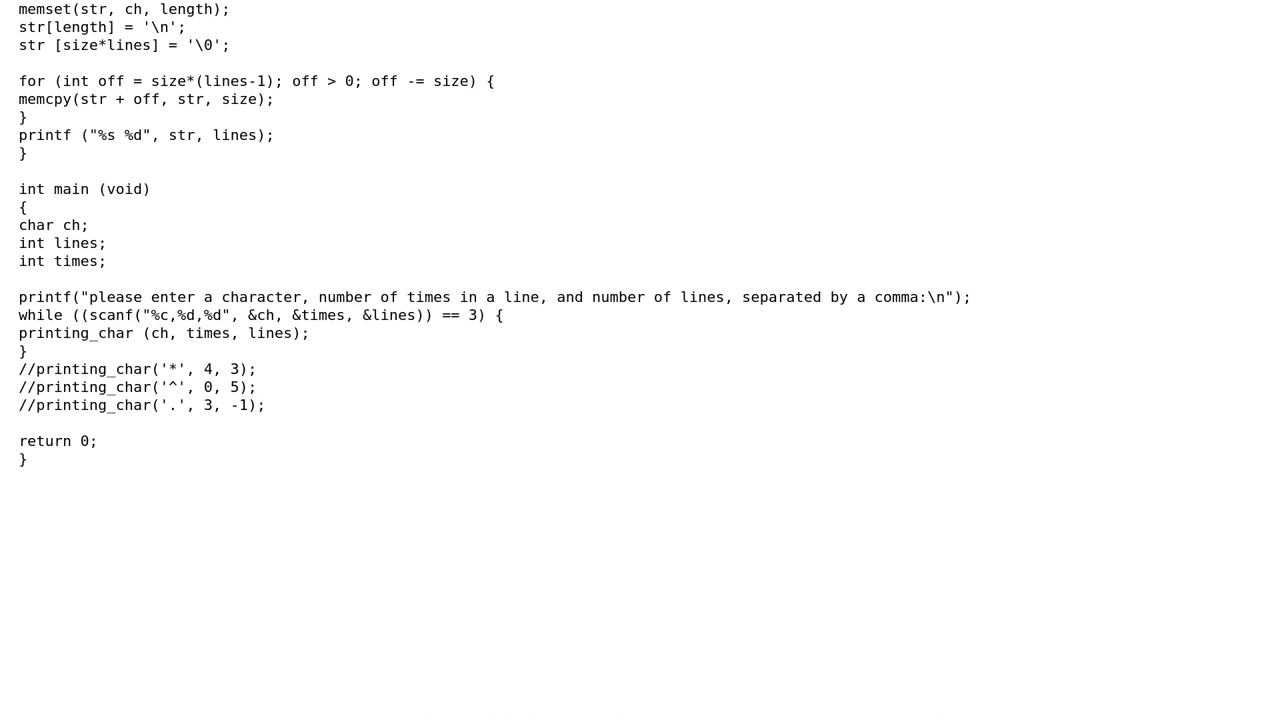 memset(str, ch, length);
str[length] = '\n';
str [size*lines] = '\0';
for (int off = size*(lines-1); off > 0; off -= size) {
memcpy(str + off, str, size);
}
printf ("%s %d", str, lines);
}
int main (void)
{
char ch;
int lines;
int times;
printf("please enter a character, number of times in a line, and number of lines, separated by a comma:\n");
while ((scanf("%c,%d,%d", &ch, &times, &lines)) == 3) {
printing_char (ch, times, lines);
}
//printing_char('*', 4, 3);
//printing_char('^', 0, 5);
//printing_char('.', 3, -1);
return 0;
}